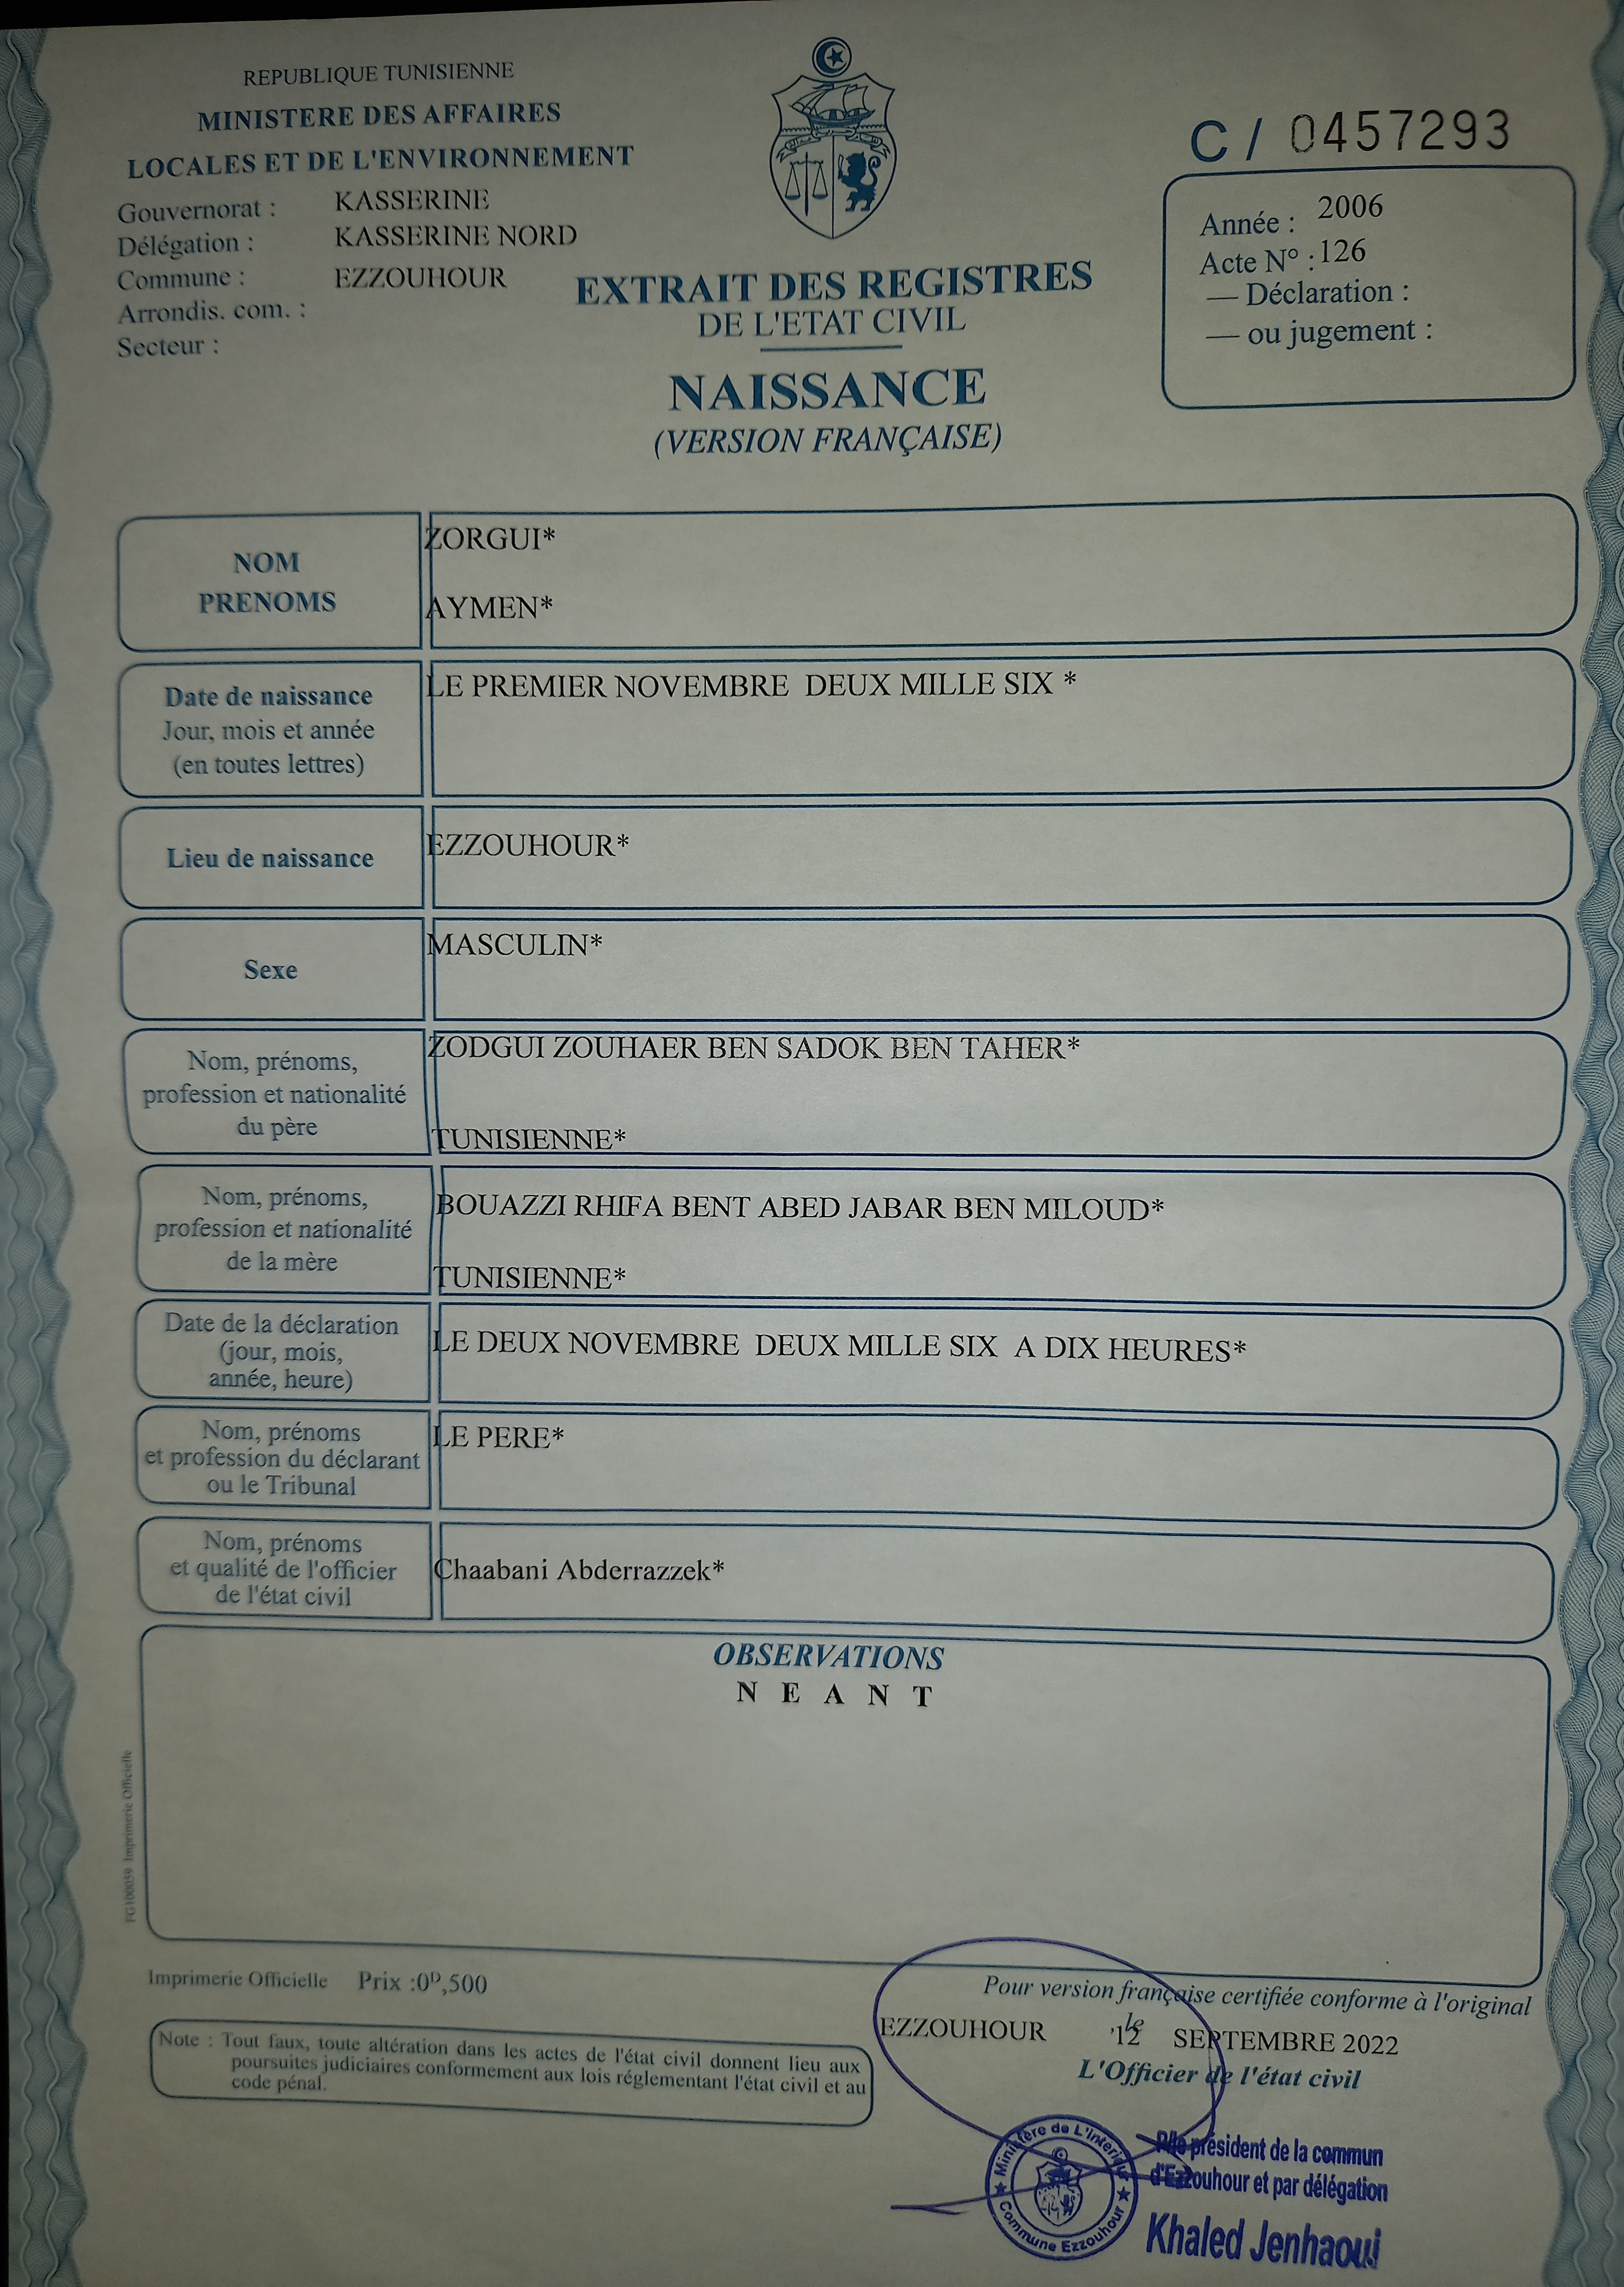 REPUBLIQUE TUNISIENNE
MINISTERE DES AFFAIRES
LOCALES ET DE L'ENVIRONNEMENT
Gouvernorat : KASSERINE
Délégation : KASSERINE NORD
Commune : EZZOUHOUR
Arrondis. com. :
Secteur :
C / 0457293
Année : 2006
Acte N° : 126
— Déclaration :
— ou jugement :
EXTRAIT DES REGISTRES
DE L'ETAT CIVIL
NAISSANCE
(VERSION FRANÇAISE)
NOM
PRENOMS
ZORGUI*
AYMEN*
Date de naissance
Jour, mois et année
(en toutes lettres)
LE PREMIER NOVEMBRE DEUX MILLE SIX *
Lieu de naissance
EZZOUHOUR*
Sexe
MASCULIN*
Nom, prénoms,
profession et nationalité
du père
ZODGUI ZOUHAER BEN SADOK BEN TAHER*
TUNISIENNE*
Nom, prénoms,
profession et nationalité
de la mère
BOUAZZI RHIFA BENT ABED JABAR BEN MILOUD*
TUNISIENNE*
Date de la déclaration
(jour, mois,
année, heure)
LE DEUX NOVEMBRE DEUX MILLE SIX A DIX HEURES*
Nom, prénoms
et profession du déclarant
ou le Tribunal
LE PERE*
Nom, prénoms
et qualité de l'officier
de l'état civil
Chaabani Abderrazzek*
OBSERVATIONS
N E A N T
FG100059 Imprimerie Officielle
Imprimerie Officielle Prix :0ᴰ,500
Note : Tout faux, toute altération dans les actes de l'état civil donnent lieu aux
poursuites judiciaires conformement aux lois réglementant l'état civil et au
code pénal.
Pour version française certifiée conforme à l'original
EZZOUHOUR le '12 SEPTEMBRE 2022
L'Officier de l'état civil
Ministère de L'Interieur
Commune Ezzouhour
président de la commun
d'Ezzouhour et par délégation
Khaled Jenhaoui